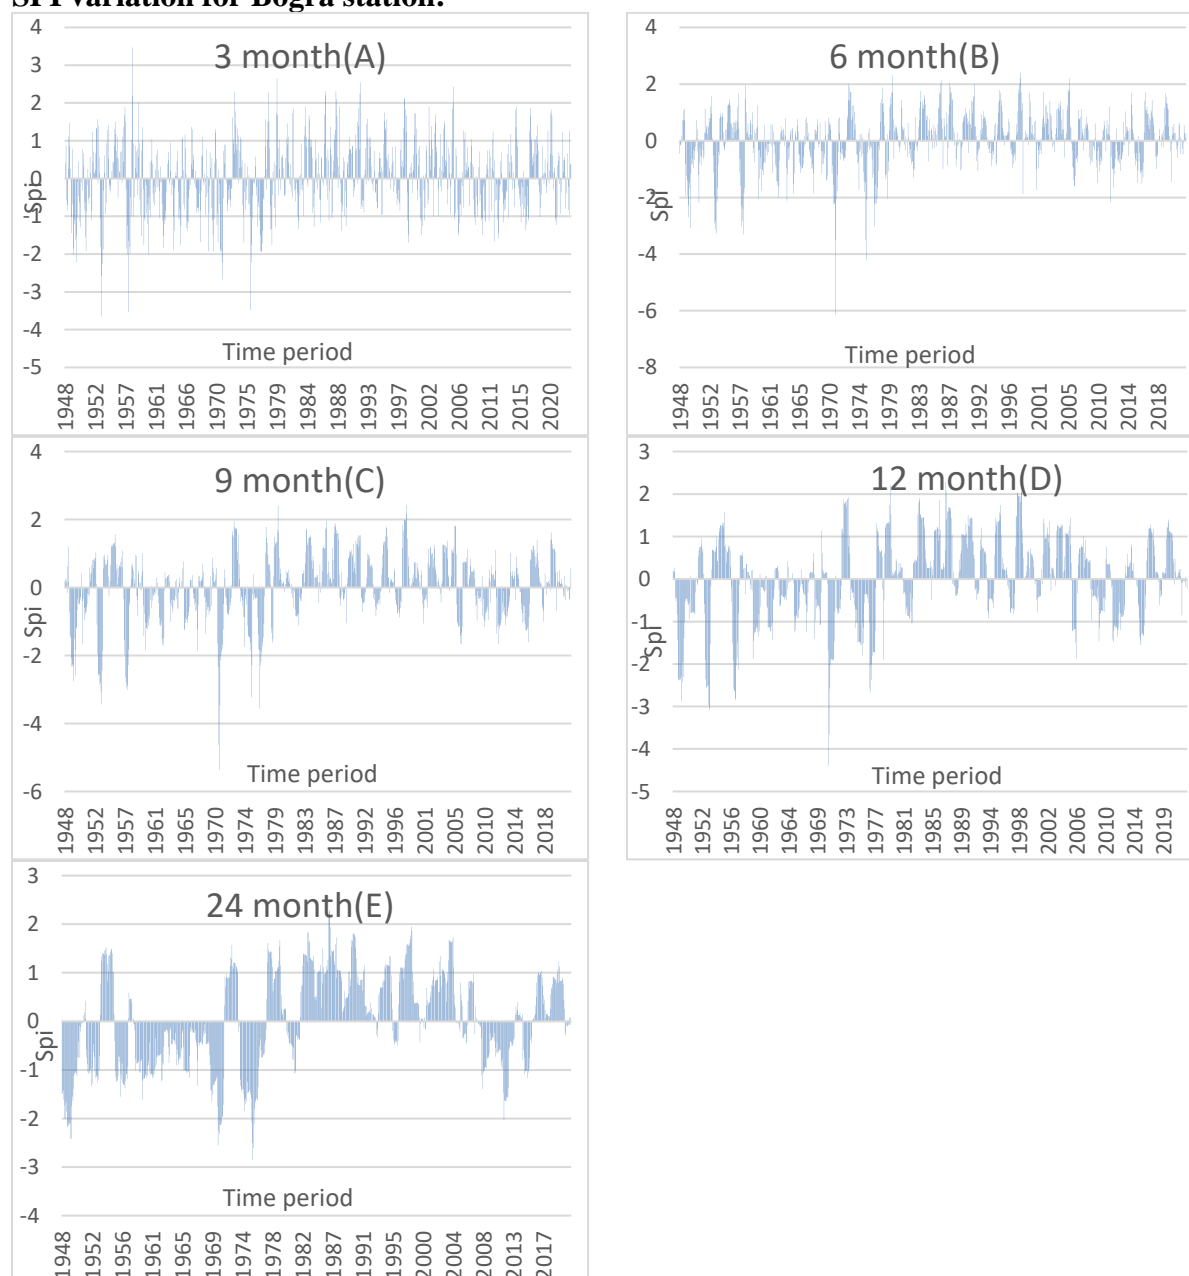 SPI variation for Bogra station:
3 month(A)
4
3
2
1
0
-1
-2
-3
-4
-5
Spi
Time period
1948 1952 1957 1961 1966 1970 1975 1979 1984 1988 1993 1997 2002 2006 2011 2015 2020
6 month(B)
4
2
0
-2
-4
-6
-8
Spi
Time period
1948 1952 1957 1961 1965 1970 1974 1979 1983 1987 1992 1996 2001 2005 2010 2014 2018
9 month(C)
4
2
0
-2
-4
-6
Spi
Time period
1948 1952 1957 1961 1965 1970 1974 1979 1983 1987 1992 1996 2001 2005 2010 2014 2018
12 month(D)
3
2
1
0
-1
-2
-3
-4
-5
Spi
Time period
1948 1952 1956 1960 1964 1969 1973 1977 1981 1985 1989 1994 1998 2002 2006 2010 2014 2019
24 month(E)
3
2
1
0
-1
-2
-3
-4
Spi
Time period
1948 1952 1956 1961 1965 1969 1974 1978 1982 1987 1991 1995 2000 2004 2008 2013 2017